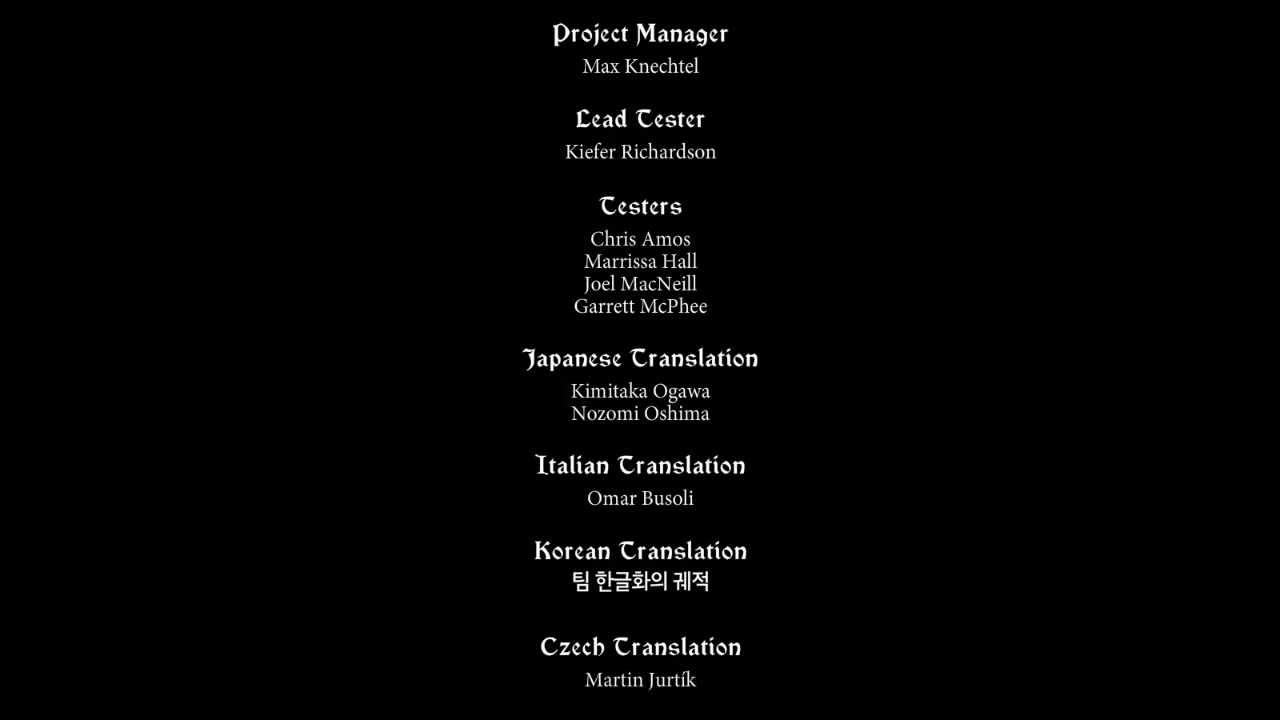 Project Manager
Max Knechtel
Lead Tester
Kiefer Richardson
Testers
Chris Amos
Marrissa Hall
Joel MacNeill
Garrett McPhee
Japanese Translation
Kimitaka Ogawa
Nozomi Oshima
Italian Translation
Omar Busoli
Korean Translation
팀 한글화의 궤적
Czech Translation
Martin Jurtík